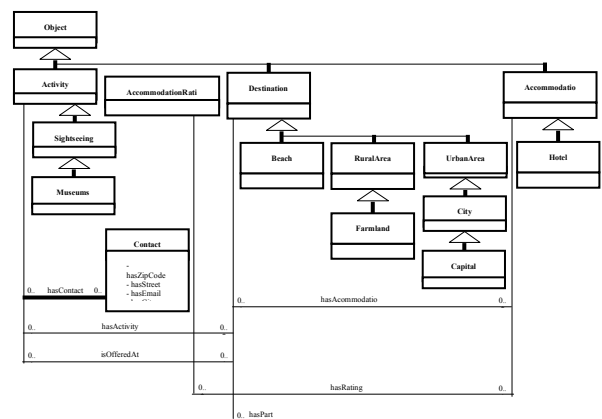 Object
Activity
AccommodationRati
Destination
Accommodatio
Sightseeing
Beach
RuralArea
UrbanArea
Hotel
Museums
Farmland
City
Contact
-
hasZipCode
- hasStreet
- hasEmail
Capital
0.. hasContact 0..
0.. hasAcommodatio 0..
0.. hasActivity 0..
0.. isOfferedAt 0..
0.. hasRating 0..
0.. hasPart